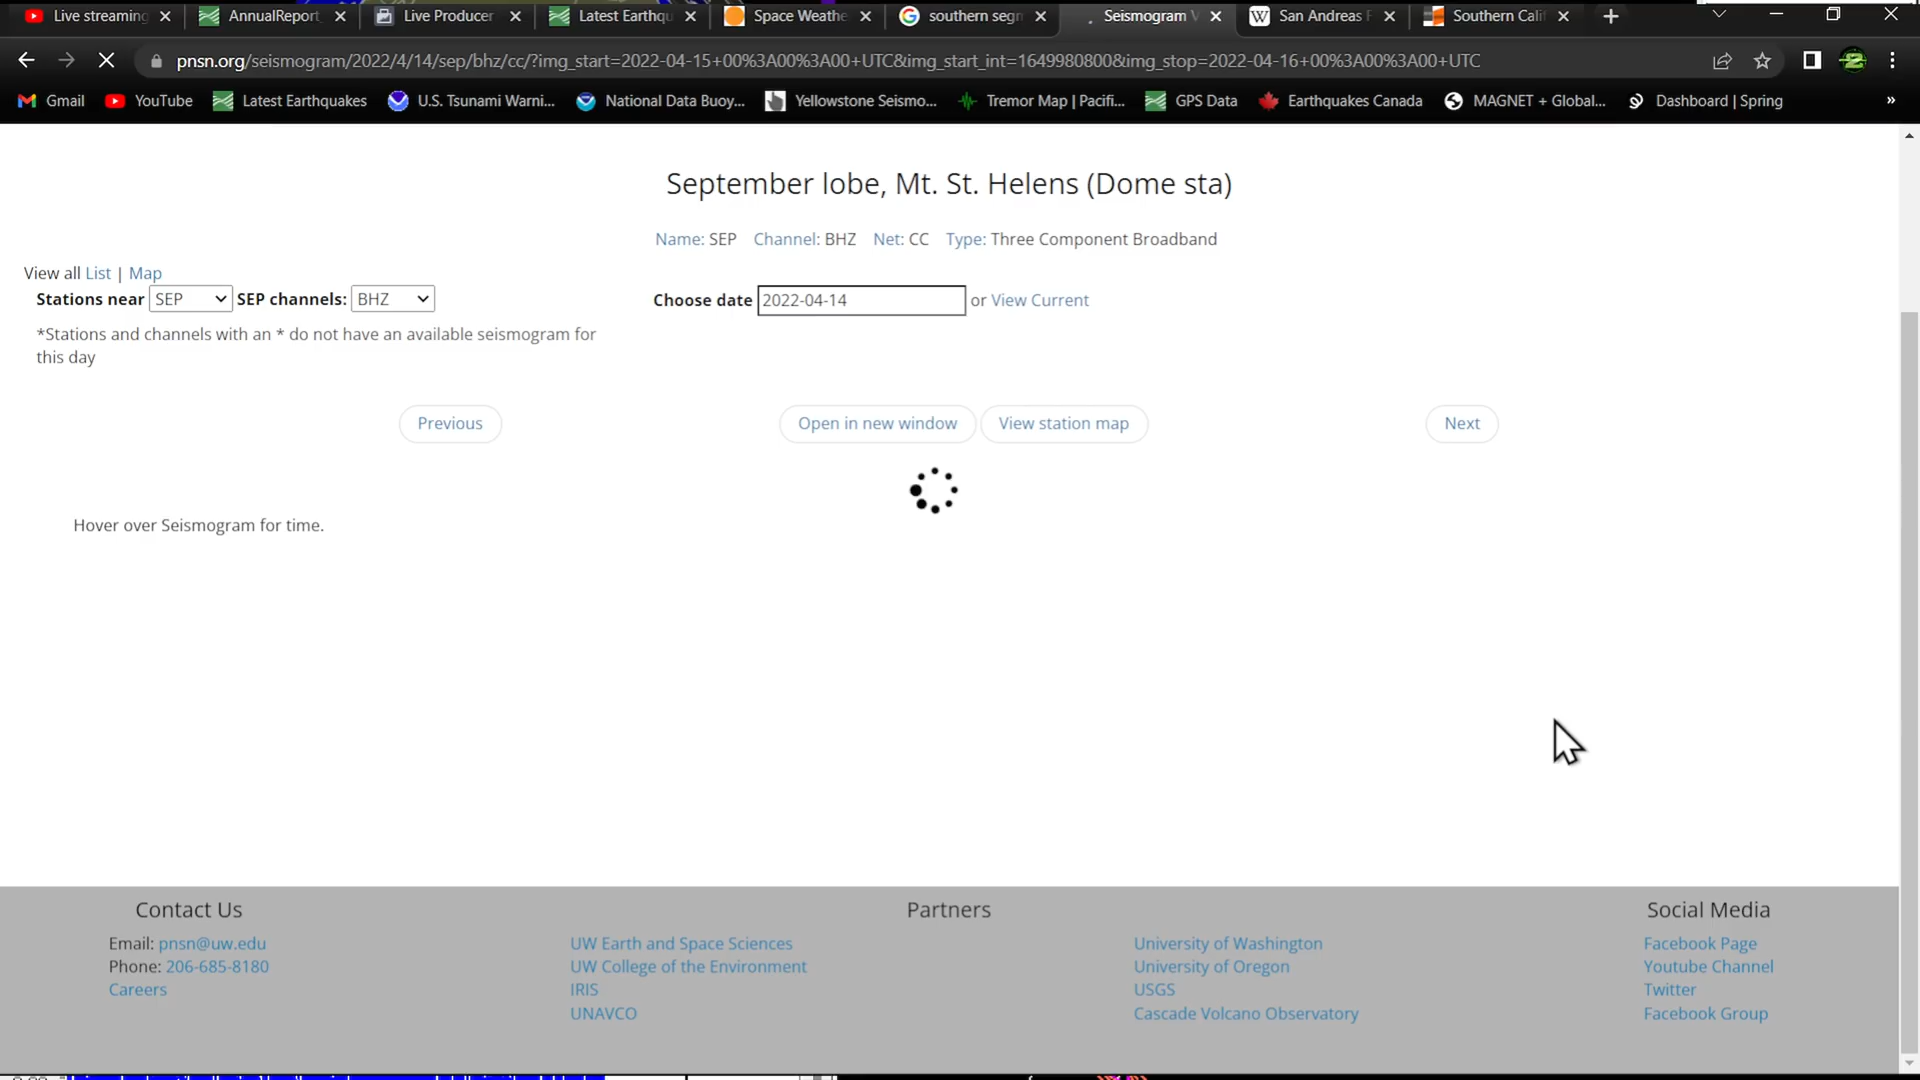 Live streaming
AnnualReport
Live Producer
Latest Earthqu
Space Weathe
southern segm
Seismogram V
San Andreas F
Southern Calif
pnsn.org/seismogram/2022/4/14/sep/bhz/cc/?img_start=2022-04-15+00%3A00%3A00+UTC&img_start_int=1649980800&img_stop=2022-04-16+00%3A00%3A00+UTC
Gmail
YouTube
Latest Earthquakes
U.S. Tsunami Warni...
National Data Buoy...
Yellowstone Seismo...
Tremor Map | Pacifi...
GPS Data
Earthquakes Canada
MAGNET + Global...
Dashboard | Spring
»
September lobe, Mt. St. Helens (Dome sta)
Name: SEP Channel: BHZ Net: CC Type: Three Component Broadband
View all List | Map
Stations near SEP SEP channels: BHZ
Choose date 2022-04-14 or View Current
*Stations and channels with an * do not have an available seismogram for
this day
Previous
Open in new window
View station map
Next
Hover over Seismogram for time.
Contact Us
Email: pnsn@uw.edu
Phone: 206-685-8180
Careers
Partners
UW Earth and Space Sciences
UW College of the Environment
IRIS
UNAVCO
University of Washington
University of Oregon
USGS
Cascade Volcano Observatory
Social Media
Facebook Page
Youtube Channel
Twitter
Facebook Group